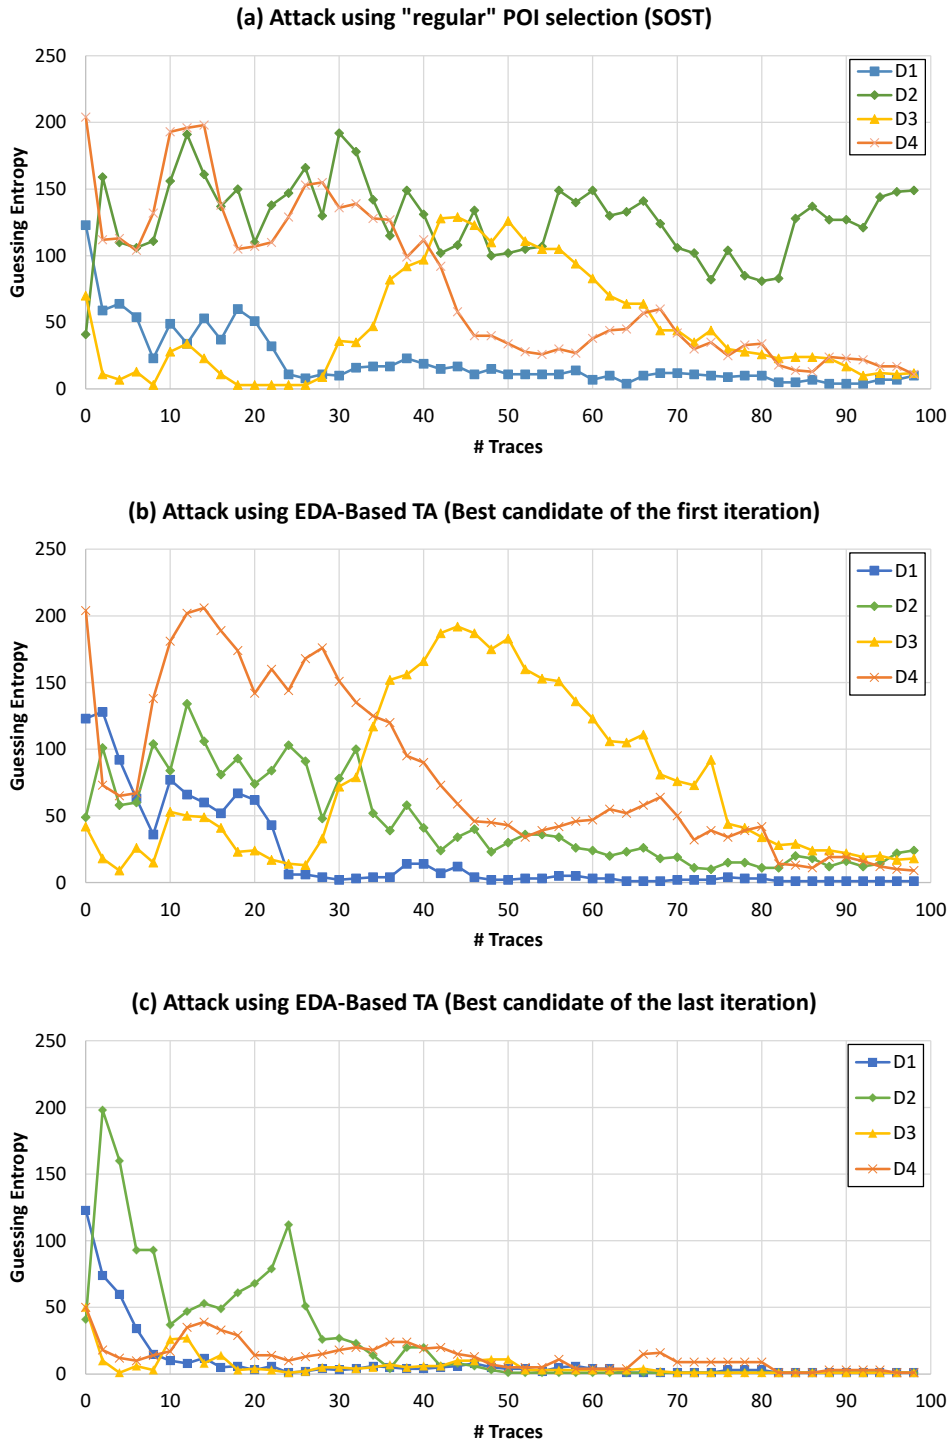 (a) Attack using "regular" POI selection (SOST)
250
200
150
100
50
0
Guessing Entropy
D1
D2
D3
D4
0 10 20 30 40 50 60 70 80 90 100
# Traces
(b) Attack using EDA-Based TA (Best candidate of the first iteration)
250
200
150
100
50
0
Guessing Entropy
D1
D2
D3
D4
0 10 20 30 40 50 60 70 80 90 100
# Traces
(c) Attack using EDA-Based TA (Best candidate of the last iteration)
250
200
150
100
50
0
Guessing Entropy
D1
D2
D3
D4
0 10 20 30 40 50 60 70 80 90 100
# Traces